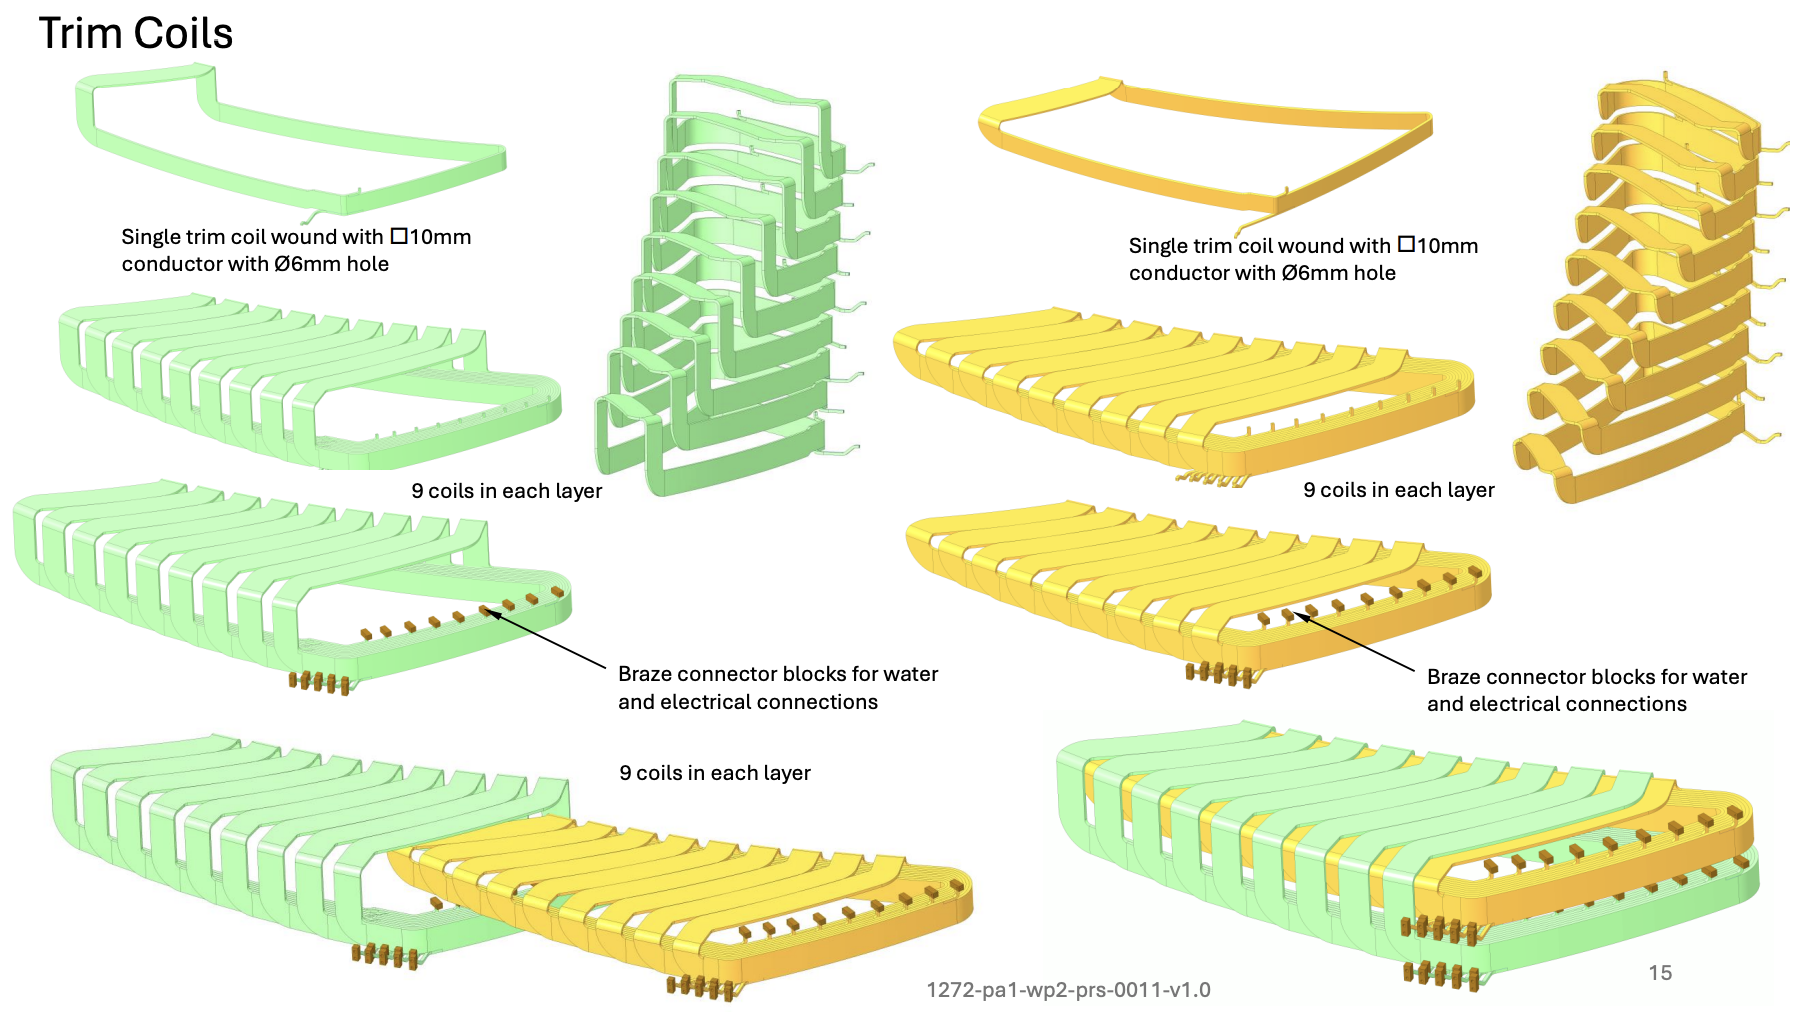 Trim Coils
Single trim coil wound with □10mm
conductor with Ø6mm hole
Single trim coil wound with □10mm
conductor with Ø6mm hole
9 coils in each layer
9 coils in each layer
Braze connector blocks for water
and electrical connections
Braze connector blocks for water
and electrical connections
9 coils in each layer
15
1272-pa1-wp2-prs-0011-v1.0